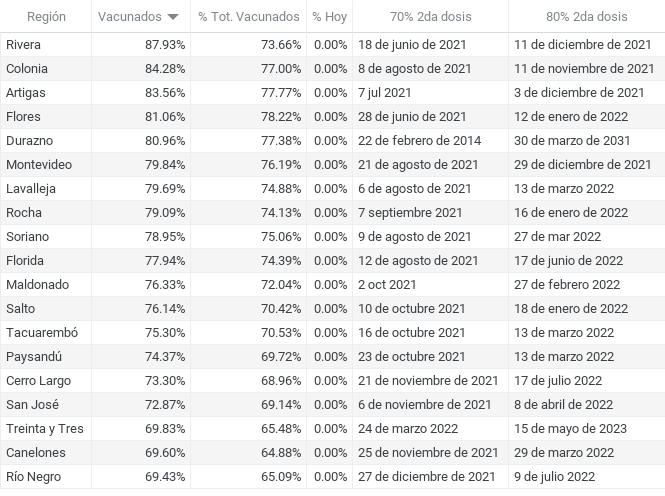 Región Vacunados % Tot. Vacunados % Hoy 70% 2da dosis 80% 2da dosis
Rivera 87.93% 73.66% 0.00% 18 de junio de 2021 11 de diciembre de 2021
Colonia 84.28% 77.00% 0.00% 8 de agosto de 2021 11 de noviembre de 2021
Artigas 83.56% 77.77% 0.00% 7 jul 2021 3 de diciembre de 2021
Flores 81.06% 78.22% 0.00% 28 de junio de 2021 12 de enero de 2022
Durazno 80.96% 77.38% 0.00% 22 de febrero de 2014 30 de marzo de 2031
Montevideo 79.84% 76.19% 0.00% 21 de agosto de 2021 29 de diciembre de 2021
Lavalleja 79.69% 74.88% 0.00% 6 de agosto de 2021 13 de marzo 2022
Rocha 79.09% 74.13% 0.00% 7 septiembre 2021 16 de enero de 2022
Soriano 78.95% 75.06% 0.00% 9 de agosto de 2021 27 de mar 2022
Florida 77.94% 74.39% 0.00% 12 de agosto de 2021 17 de junio de 2022
Maldonado 76.33% 72.04% 0.00% 2 oct 2021 27 de febrero 2022
Salto 76.14% 70.42% 0.00% 10 de octubre 2021 18 de enero de 2022
Tacuarembó 75.30% 70.53% 0.00% 16 de octubre 2021 13 de marzo 2022
Paysandú 74.37% 69.72% 0.00% 23 de octubre 2021 13 de marzo 2022
Cerro Largo 73.30% 68.96% 0.00% 21 de noviembre de 2021 17 de julio 2022
San José 72.87% 69.14% 0.00% 6 de noviembre de 2021 8 de abril de 2022
Treinta y Tres 69.83% 65.48% 0.00% 24 de marzo 2022 15 de mayo de 2023
Canelones 69.60% 64.88% 0.00% 25 de noviembre de 2021 29 de marzo 2022
Río Negro 69.43% 65.09% 0.00% 27 de diciembre de 2021 9 de julio 2022